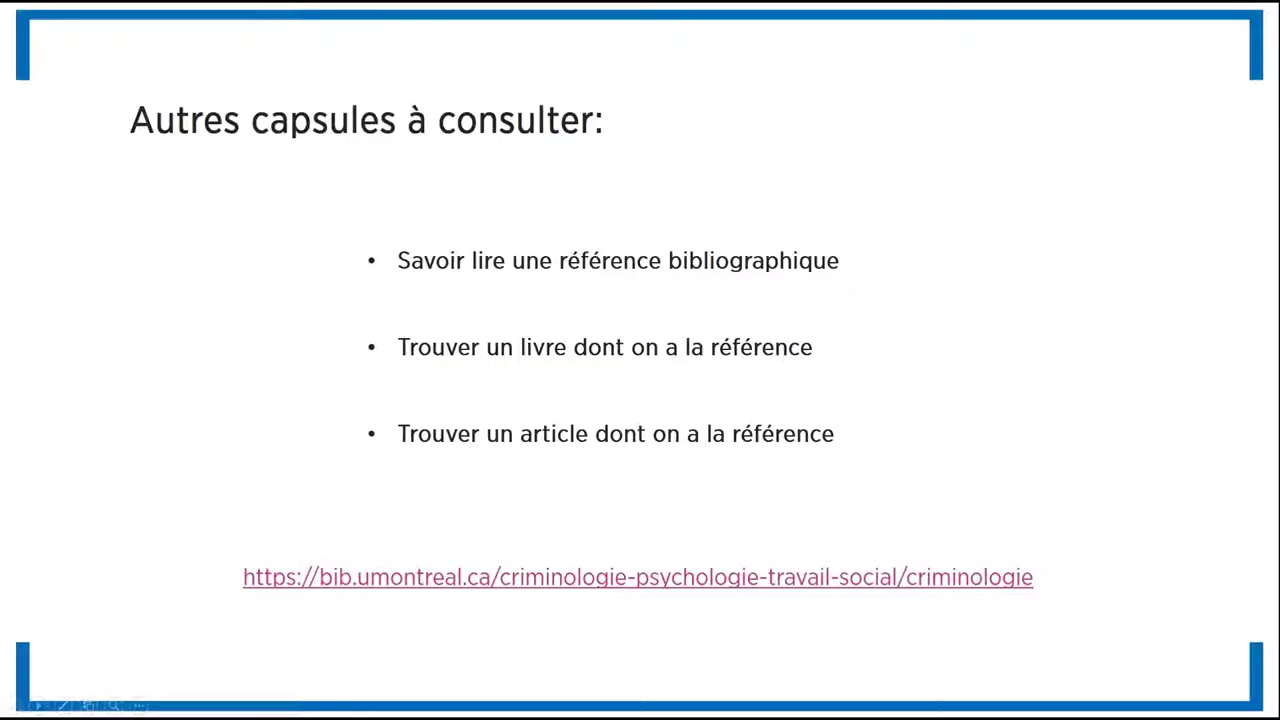 Autres capsules à consulter:
• Savoir lire une référence bibliographique
• Trouver un livre dont on a la référence
• Trouver un article dont on a la référence
https://bib.umontreal.ca/criminologie-psychologie-travail-social/criminologie